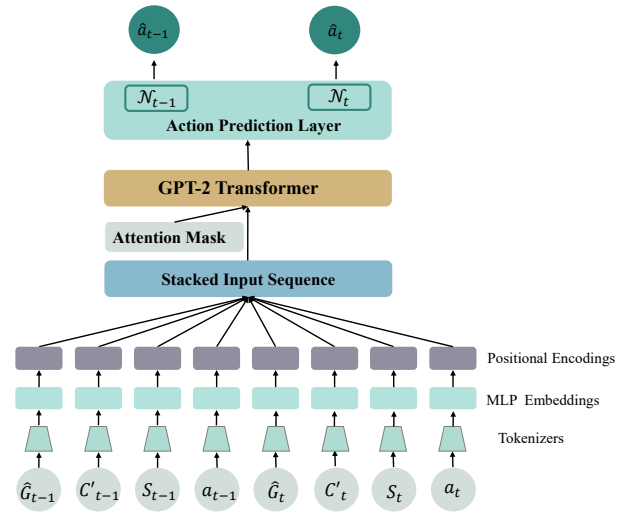 â_{t-1} â_t
𝒩_{t-1} 𝒩_t
Action Prediction Layer
GPT-2 Transformer
Attention Mask
Stacked Input Sequence
Positional Encodings
MLP Embeddings
Tokenizers
Ĝ_{t-1} C'_{t-1} S_{t-1} a_{t-1} Ĝ_t C'_t S_t a_t